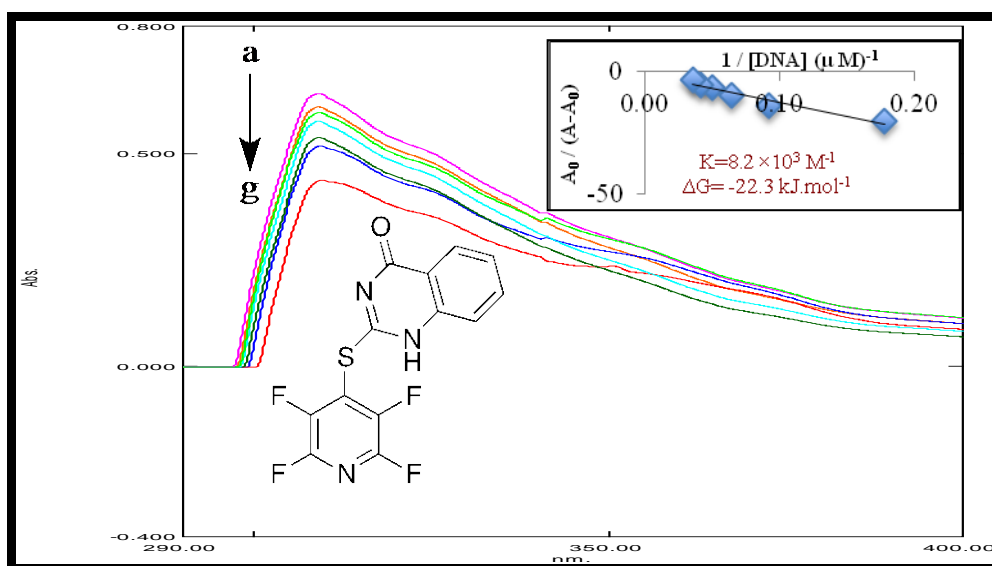 0.800
a
g
0.500
Abs.
0.000
-0.400
290.00
350.00
nm.
400.00
1 / [DNA] (μ M)-1
0
0.00
0.10
0.20
A0 / (A-A0)
-50
K=8.2 ×10³ M-1
ΔG= -22.3 kJ.mol-1
O
N
N
H
S
F
F
F
N
F